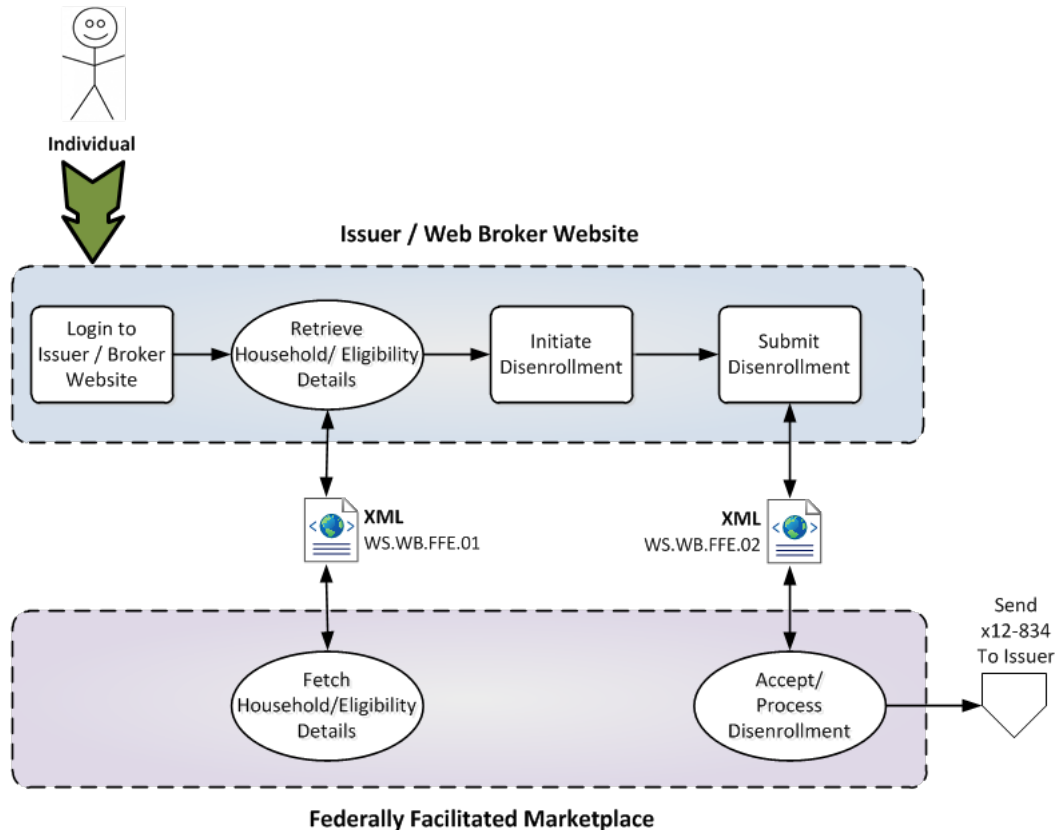 Individual
Issuer / Web Broker Website
Login to
Issuer / Broker
Website
Retrieve
Household/ Eligibility
Details
Initiate
Disenrollment
Submit
Disenrollment
XML
WS.WB.FFE.01
XML
WS.WB.FFE.02
Fetch
Household/Eligibility
Details
Accept/
Process
Disenrollment
Send
x12-834
To Issuer
Federally Facilitated Marketplace